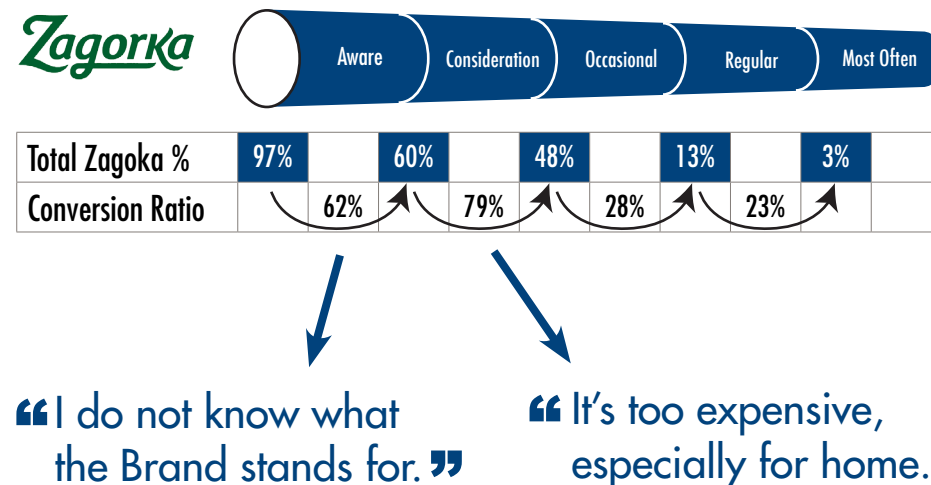 Zagorka
Aware Consideration Occasional Regular Most Often
Total Zagoka % 97% 60% 48% 13% 3%
Conversion Ratio 62% 79% 28% 23%
❝ I do not know what
the Brand stands for. ❞
❝ It's too expensive,
especially for home.